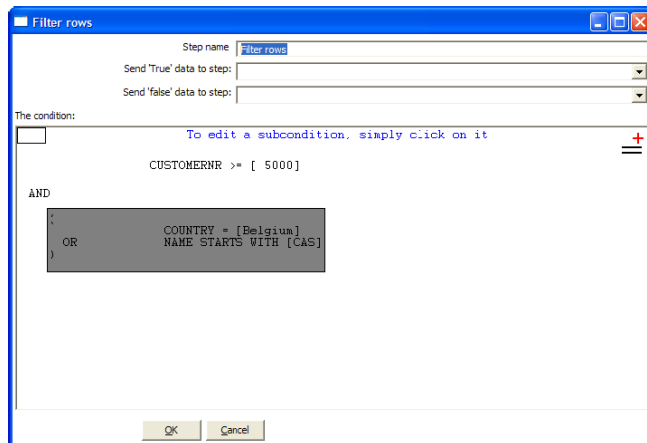 Filter rows
Step name Filter rows
Send 'True' data to step:
Send 'false' data to step:
The condition:
To edit a subcondition, simply click on it
CUSTOMERNR >= [ 5000]
AND
(
COUNTRY = [Belgium]
OR NAME STARTS WITH [CAS]
)
OK Cancel